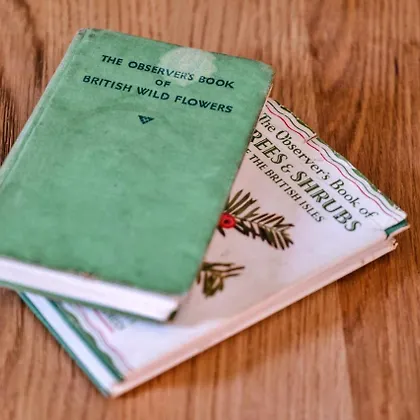 THE OBSERVER'S BOOK
OF
BRITISH WILD FLOWERS
The Observer's Book of
TREES & SHRUBS
OF THE BRITISH ISLES